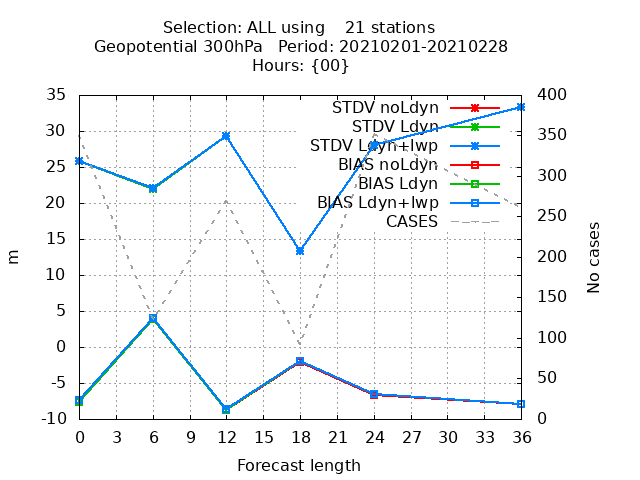 Selection: ALL using    21 stations
Geopotential 300hPa   Period: 20210201-20210228
Hours: {00}
35
30
25
20
15
10
5
0
-5
-10
m
400
350
300
250
200
150
100
50
0
No cases
STDV noLdyn
STDV Ldyn
STDV Ldyn+lwp
BIAS noLdyn
BIAS Ldyn
BIAS Ldyn+lwp
CASES
0 3 6 9 12 15 18 21 24 27 30 33 36
Forecast length